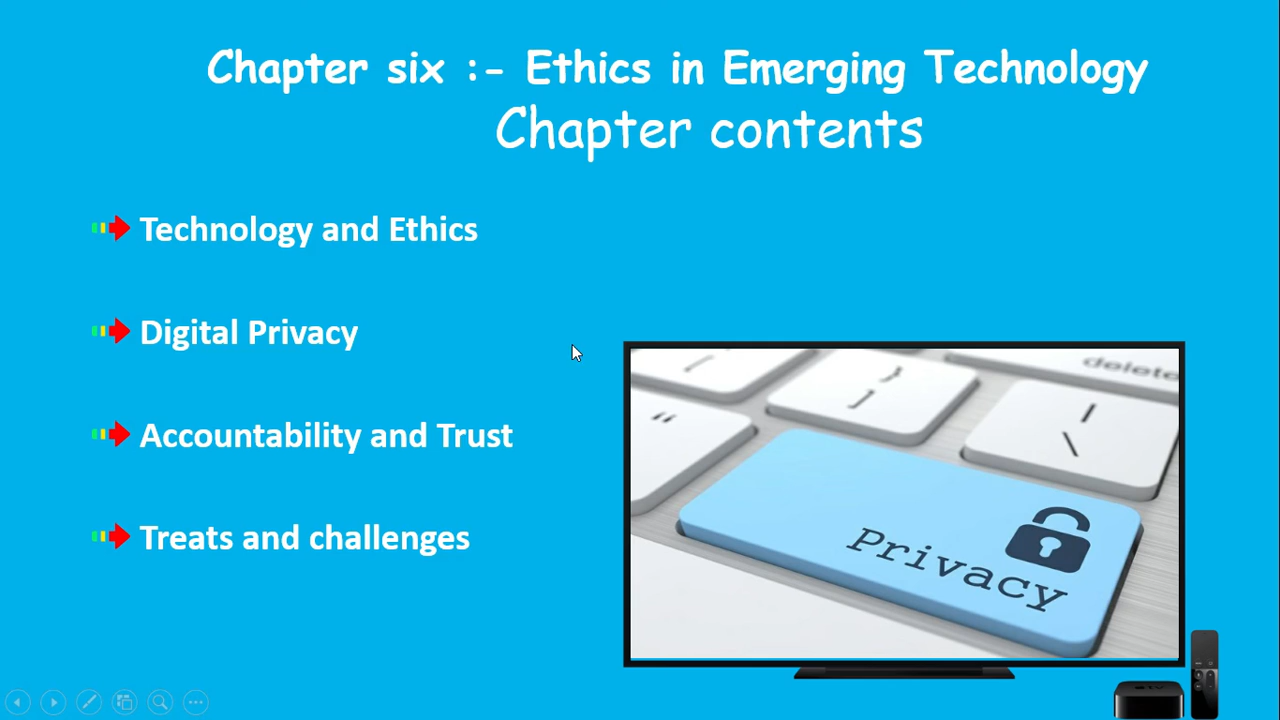 Chapter six :- Ethics in Emerging Technology
Chapter contents
Technology and Ethics
Digital Privacy
Accountability and Trust
Treats and challenges
delete
Privacy